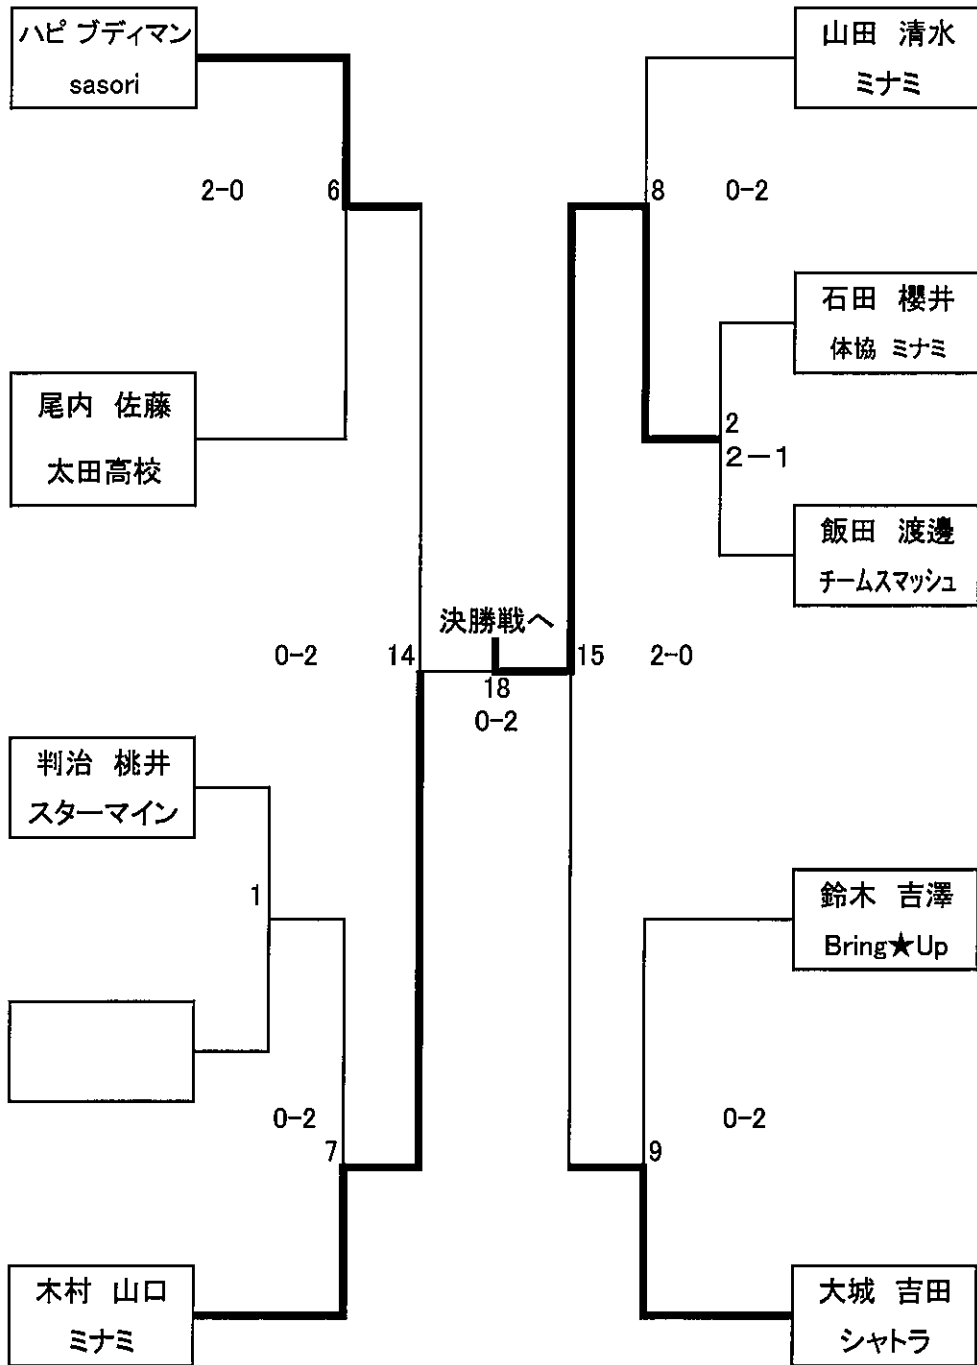 ハピ ブディマン
sasori
山田 清水
ミナミ
2-0
6
8
0-2
石田 櫻井
体協 ミナミ
尾内 佐藤
太田高校
2
2－1
飯田 渡邊
チームスマッシュ
決勝戦へ
0-2
14
15
2-0
18
0-2
判治 桃井
スターマイン
1
鈴木 吉澤
Bring★Up
0-2
7
9
0-2
木村 山口
ミナミ
大城 吉田
シャトラ